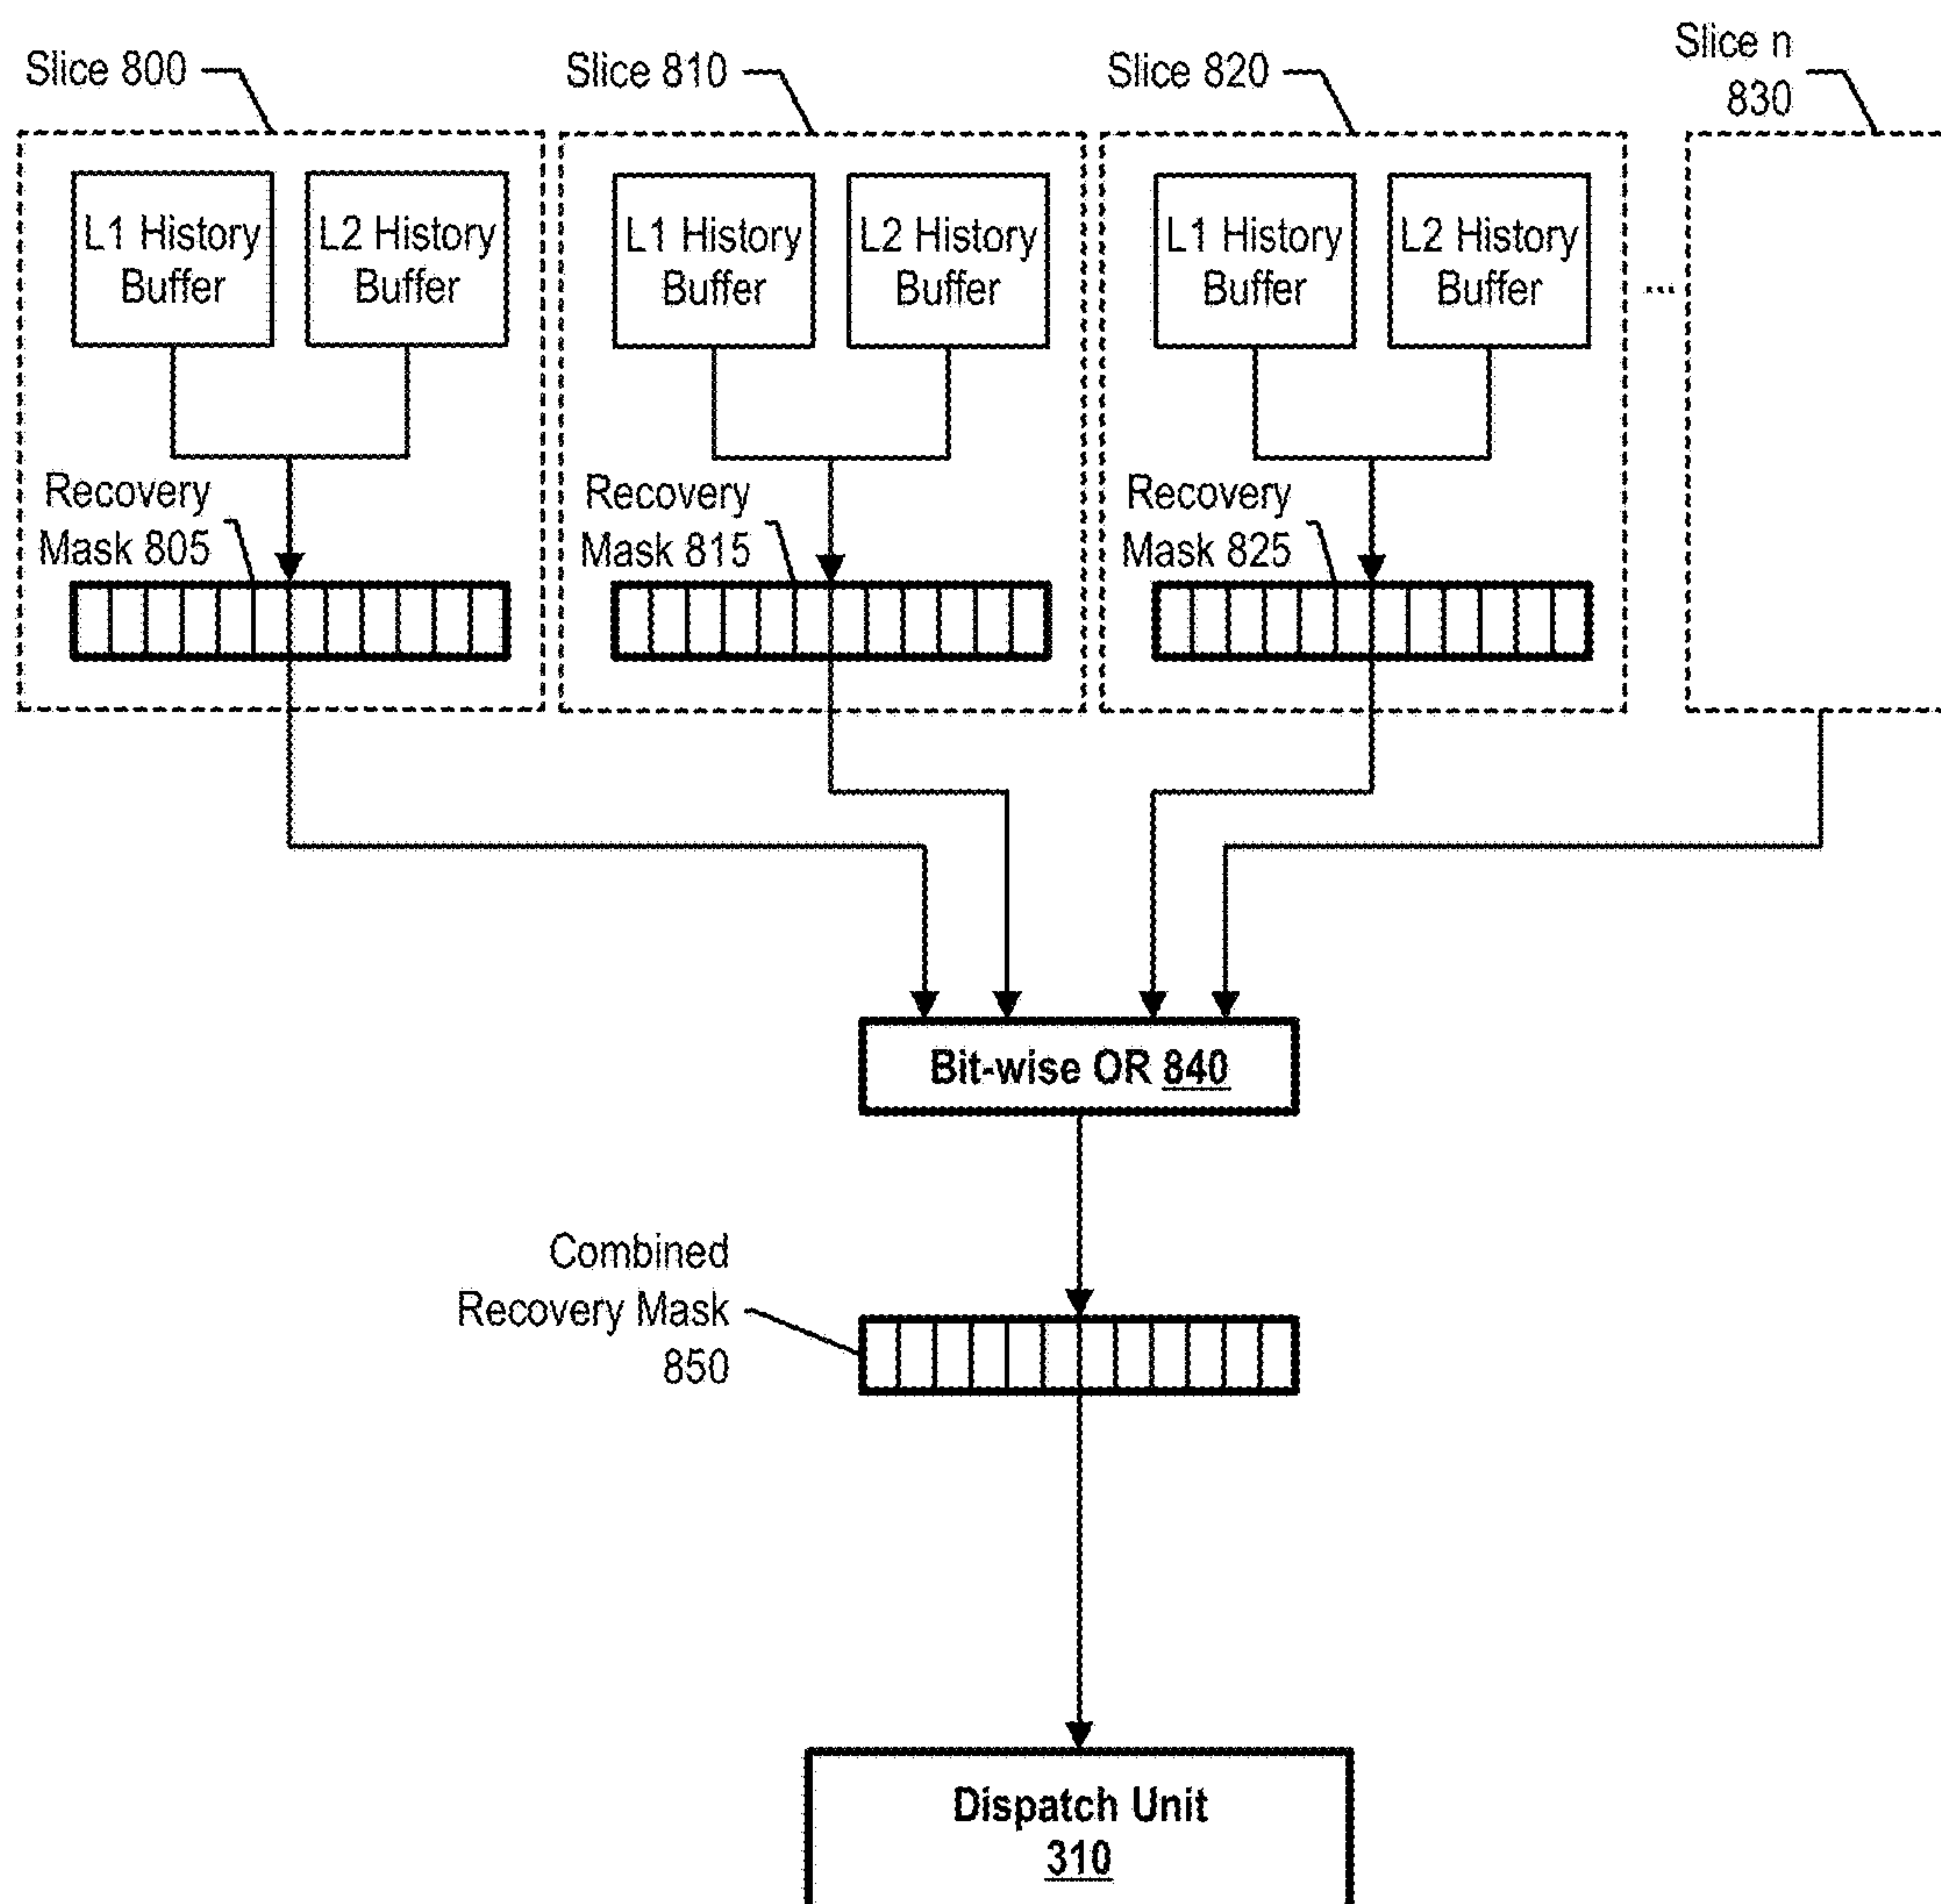 Slice 800
Slice 810
Slice 820
Slice n
830
L1 History
Buffer
L2 History
Buffer
L1 History
Buffer
L2 History
Buffer
L1 History
Buffer
L2 History
Buffer
...
Recovery
Mask 805
Recovery
Mask 815
Recovery
Mask 825
Bit-wise OR 840
Combined
Recovery Mask
850
Dispatch Unit
310